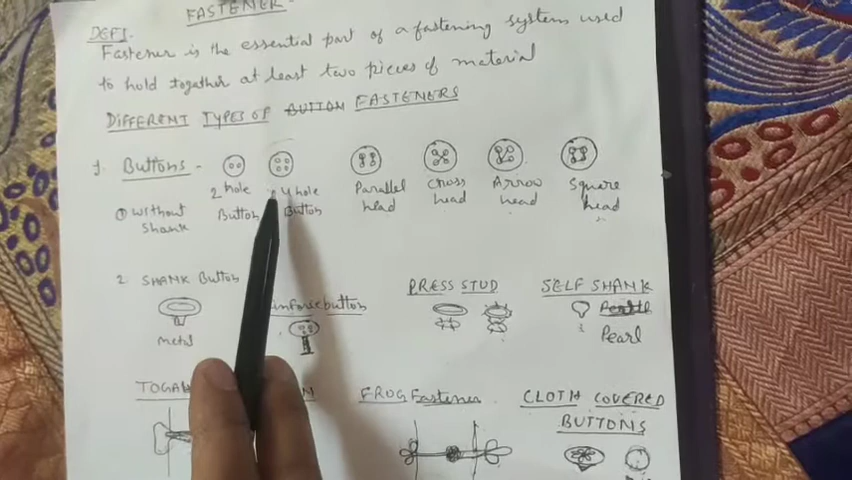 FASTENER
DEFI.
Fastener is the essential part of a fastening system used
to hold together at least two pieces of material
DIFFERENT TYPES OF BUTTON FASTENERS
1. Buttons -
2 hole Button
4 hole Button
Parallel head
Cross head
Arrow head
Square head
① without shank
2. SHANK Button
metal
button
PRESS STUD
SELF SHANK
Pearl
FROG Fastener
CLOTH COVERED
BUTTONS